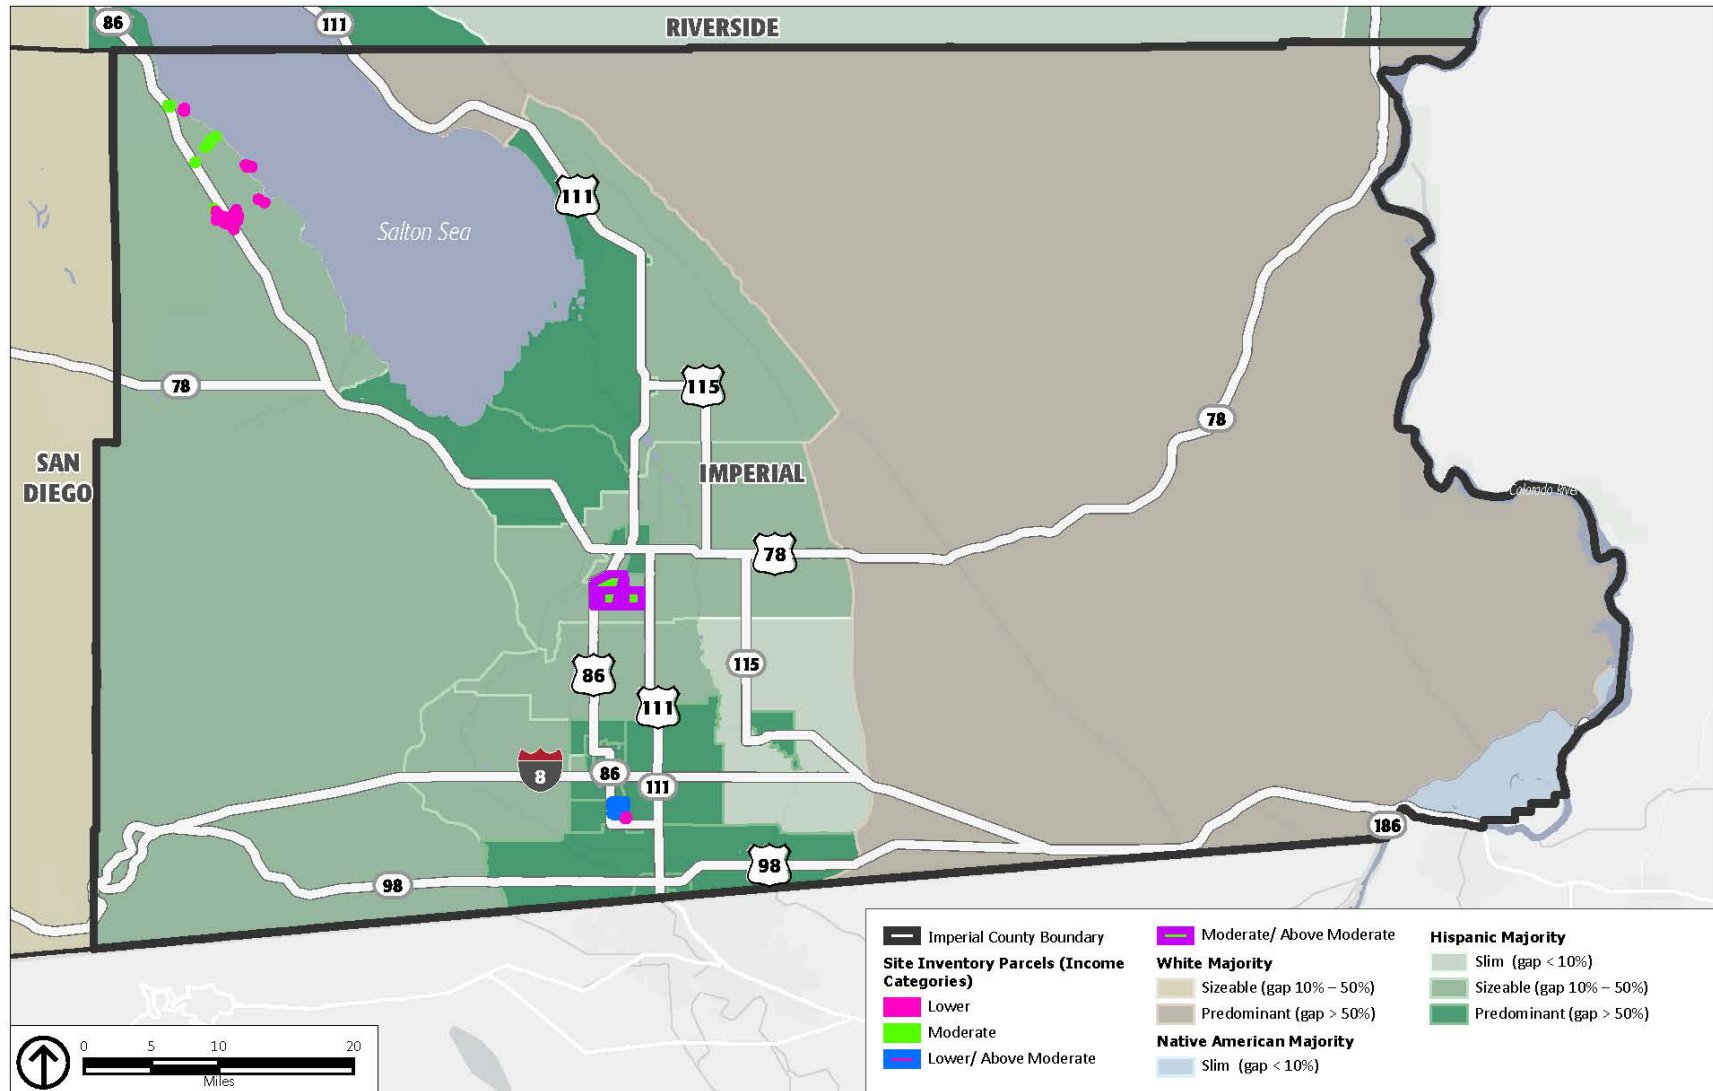 86
111
RIVERSIDE
111
Salton Sea
115
78
78
SAN
DIEGO
IMPERIAL
Colorado River
78
115
86
111
8
86
111
186
98
98
Imperial County Boundary
Site Inventory Parcels (Income
Categories)
Lower
Moderate
Lower/ Above Moderate
Moderate/ Above Moderate
White Majority
Sizeable (gap 10% – 50%)
Predominant (gap > 50%)
Native American Majority
Slim (gap < 10%)
Hispanic Majority
Slim (gap < 10%)
Sizeable (gap 10% – 50%)
Predominant (gap > 50%)
0 5 10 20
Miles